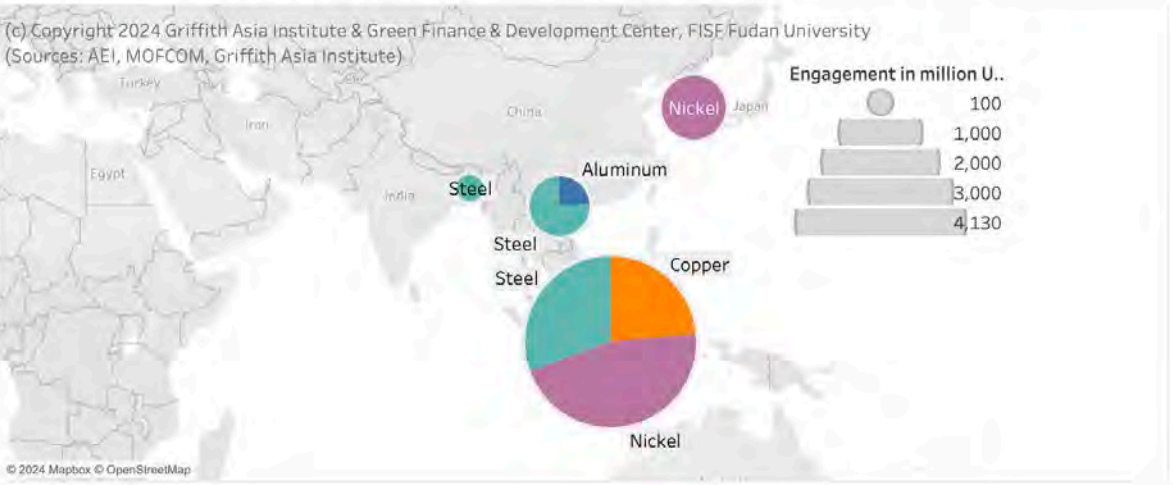 (c) Copyright 2024 Griffith Asia Institute & Green Finance & Development Center, FISF Fudan University
(Sources: AEI, MOFCOM, Griffith Asia Institute)
Engagement in million U..
100
1,000
2,000
3,000
4,130
Turkey
Iran
China
Nickel
Japan
Egypt
India
Steel
Aluminum
Steel
Steel
Copper
Nickel
© 2024 Mapbox © OpenStreetMap